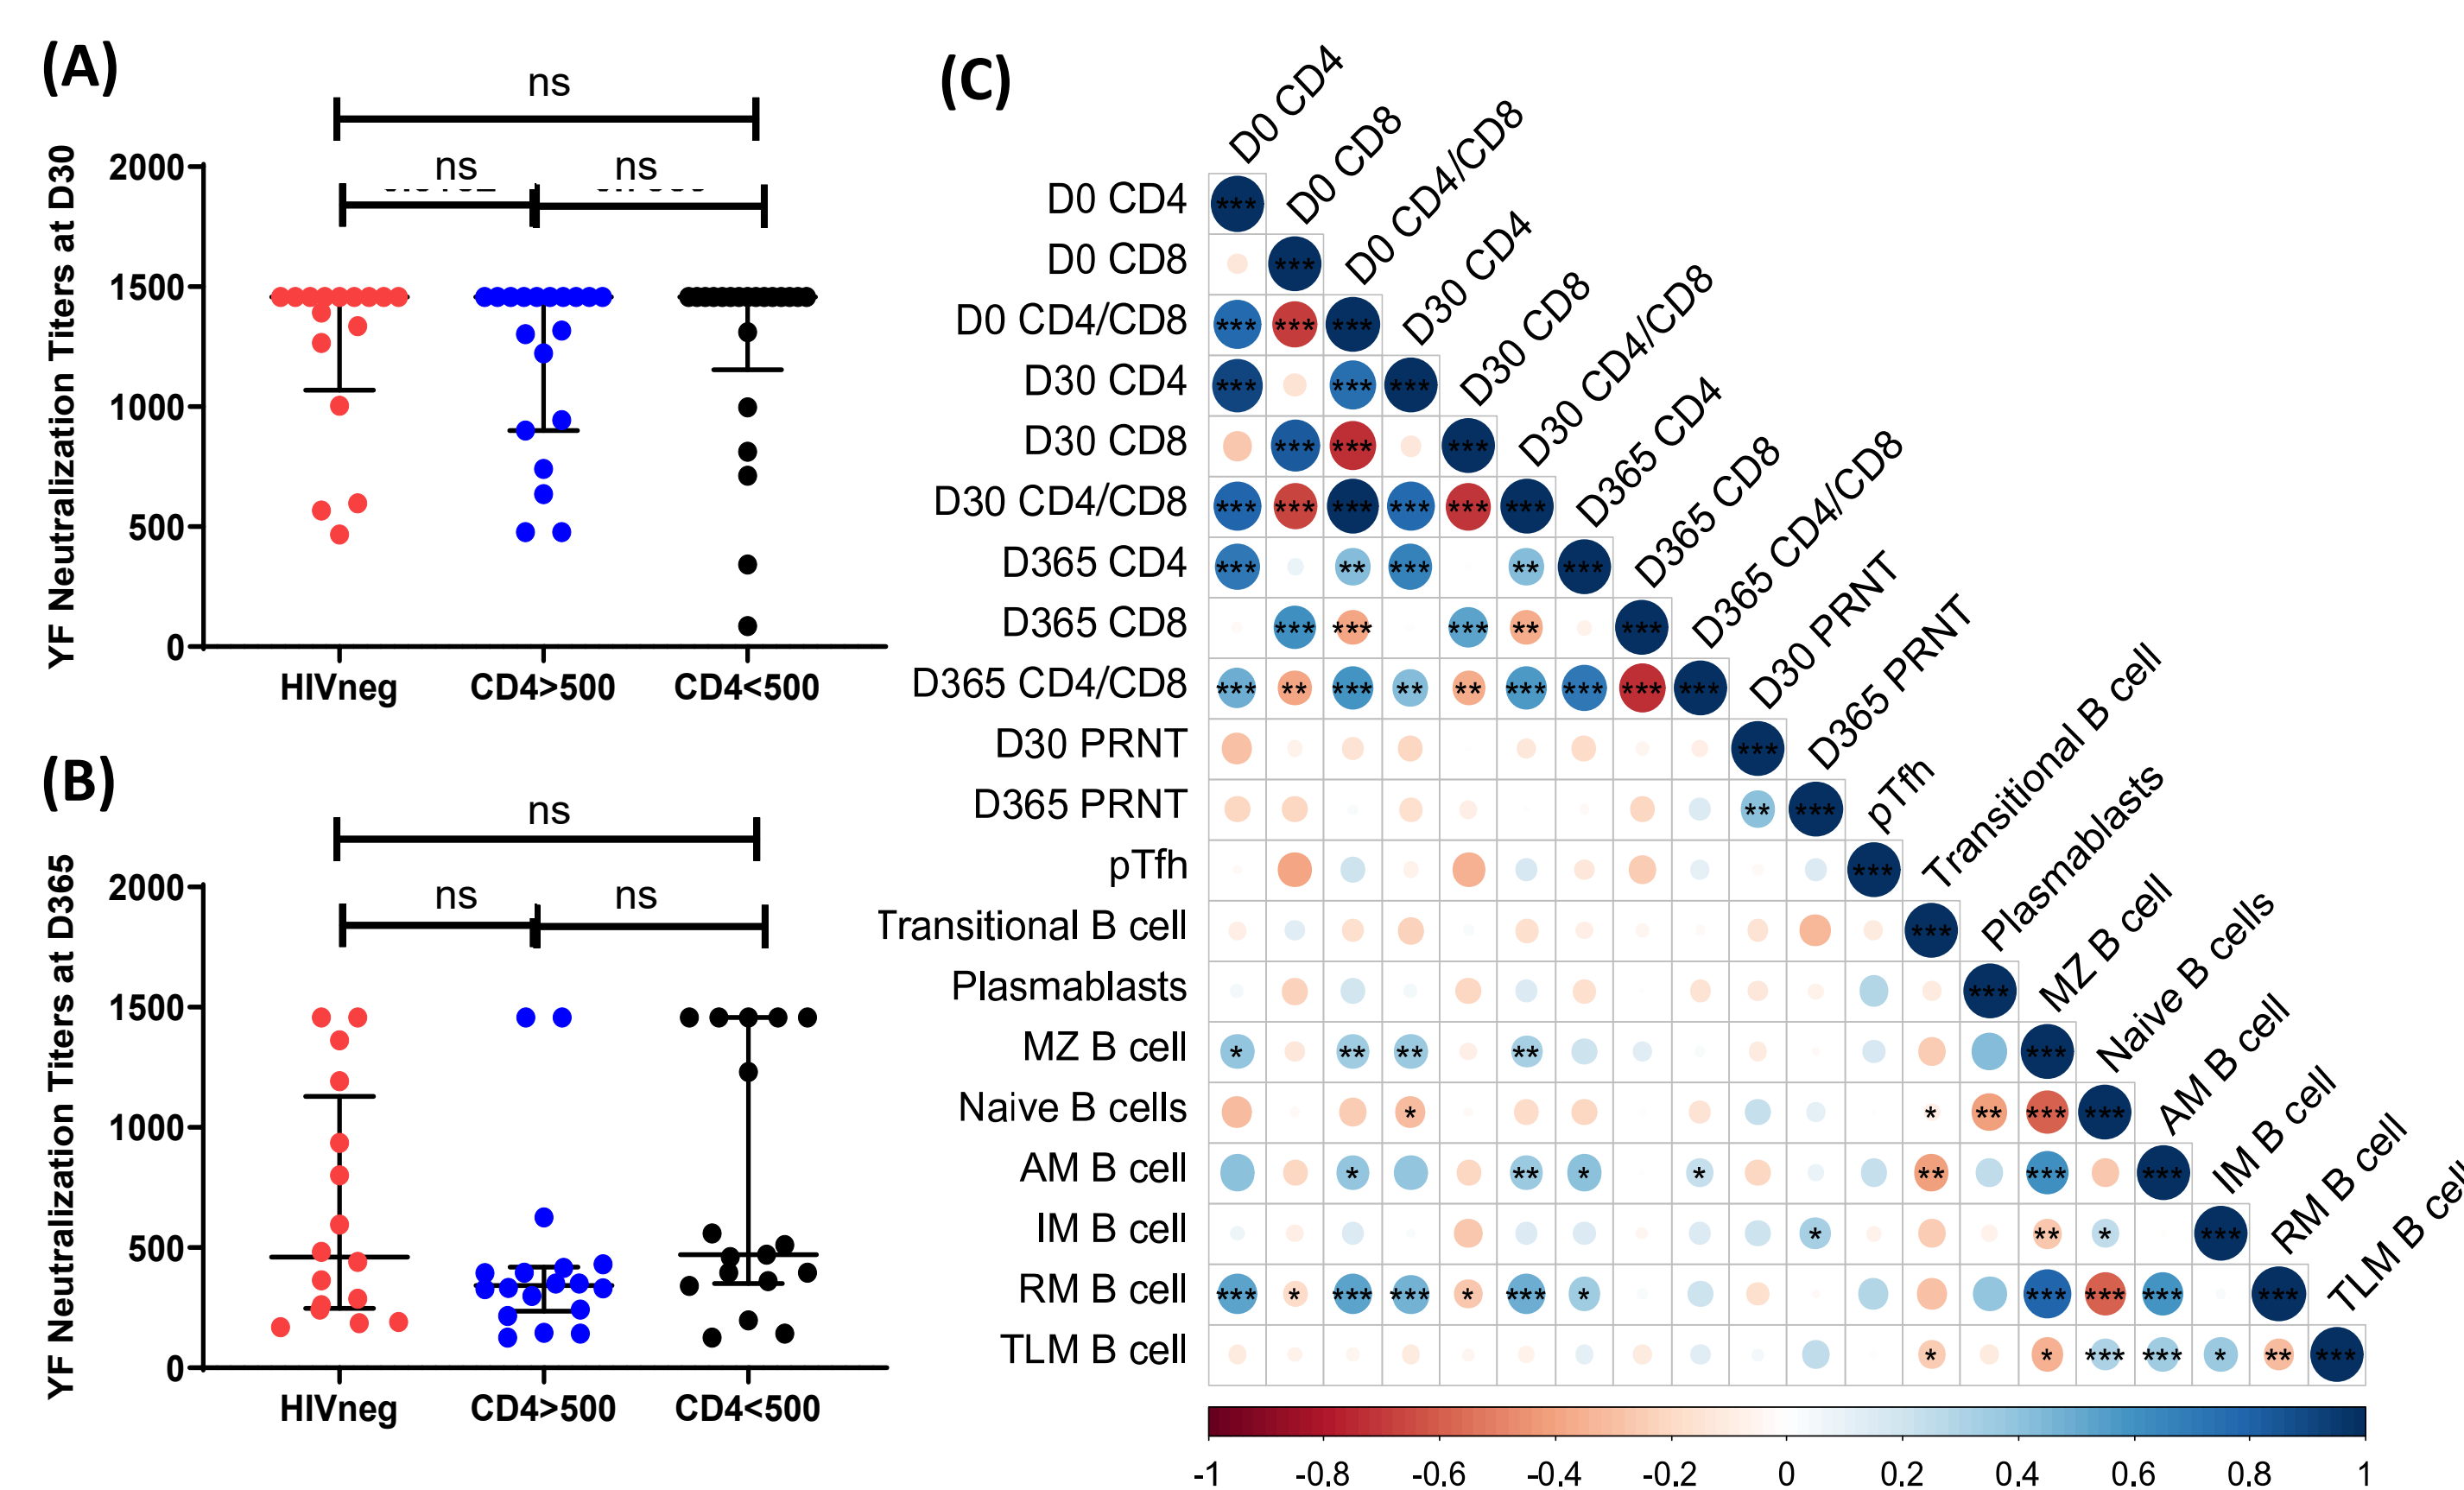 (A)
ns
ns
ns
YF Neutralization Titers at D30
2000
1500
1000
500
0
HIVneg
CD4>500
CD4<500
(B)
ns
ns
ns
YF Neutralization Titers at D365
2000
1500
1000
500
0
HIVneg
CD4>500
CD4<500
(C)
D0 CD4
D0 CD8
D0 CD4/CD8
D30 CD4
D30 CD8
D30 CD4/CD8
D365 CD4
D365 CD8
D365 CD4/CD8
D30 PRNT
D365 PRNT
pTfh
Transitional B cell
Plasmablasts
MZ B cell
Naive B cells
AM B cell
IM B cell
RM B cell
TLM B cell
D0 CD4 ***
D0 CD8 ***
D0 CD4/CD8 *** *** ***
D30 CD4 *** *** ***
D30 CD8 *** *** ***
D30 CD4/CD8 *** *** *** *** *** ***
D365 CD4 *** ** *** ** ***
D365 CD8 *** *** *** ** ***
D365 CD4/CD8 *** ** *** ** ** *** *** *** ***
D30 PRNT ***
D365 PRNT ** ***
pTfh ***
Transitional B cell ***
Plasmablasts ***
MZ B cell * ** ** ** ***
Naive B cells * * ** *** ***
AM B cell * ** * * ** *** ***
IM B cell * ** * ***
RM B cell *** * *** *** * *** * *** *** *** ***
TLM B cell * * *** *** * ** ***
-1 -0.8 -0.6 -0.4 -0.2 0 0.2 0.4 0.6 0.8 1